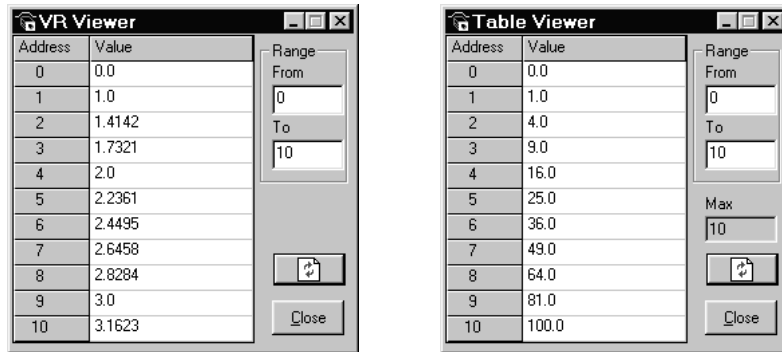 VR Viewer
Address Value
0 0.0
1 1.0
2 1.4142
3 1.7321
4 2.0
5 2.2361
6 2.4495
7 2.6458
8 2.8284
9 3.0
10 3.1623
Range
From
0
To
10
Close
Table Viewer
Address Value
0 0.0
1 1.0
2 4.0
3 9.0
4 16.0
5 25.0
6 36.0
7 49.0
8 64.0
9 81.0
10 100.0
Range
From
0
To
10
Max
10
Close